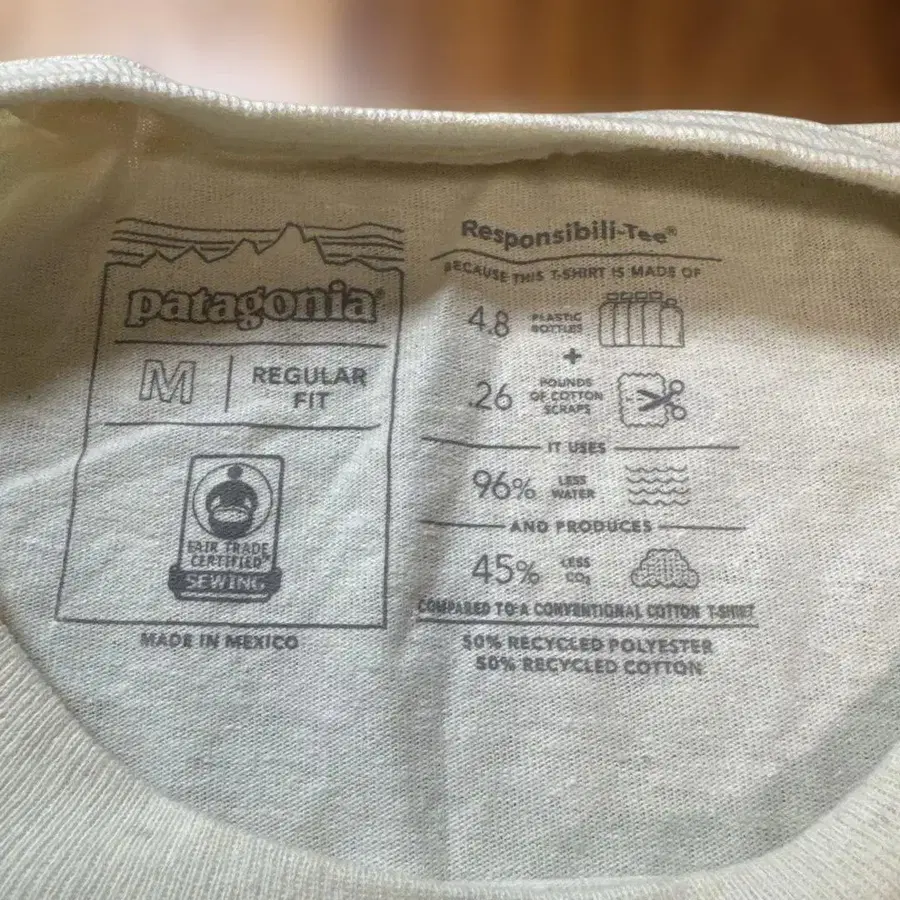 patagonia®
M
REGULAR
FIT
FAIR TRADE
CERTIFIED™
SEWING
MADE IN MEXICO
Responsibili-Tee®
BECAUSE THIS T-SHIRT IS MADE OF
4.8 PLASTIC
BOTTLES
+
.26 POUNDS
OF COTTON
SCRAPS
IT USES
96% LESS
WATER
AND PRODUCES
45% LESS
CO₂
COMPARED TO A CONVENTIONAL COTTON T-SHIRT
50% RECYCLED POLYESTER
50% RECYCLED COTTON